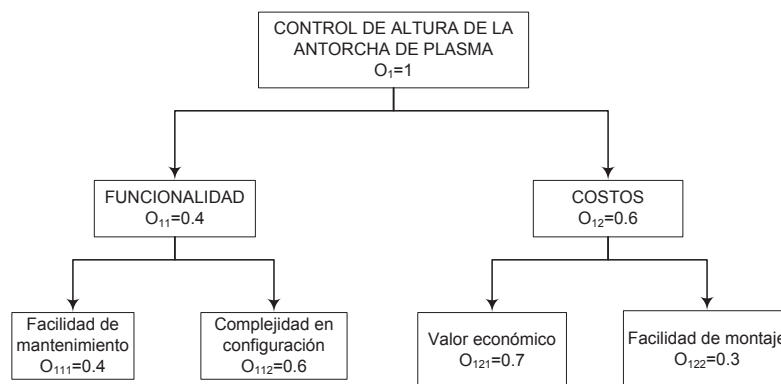 CONTROL DE ALTURA DE LA
ANTORCHA DE PLASMA
O₁=1
FUNCIONALIDAD
O₁₁=0.4
COSTOS
O₁₂=0.6
Facilidad de
mantenimiento
O₁₁₁=0.4
Complejidad en
configuración
O₁₁₂=0.6
Valor económico
O₁₂₁=0.7
Facilidad de montaje
O₁₂₂=0.3